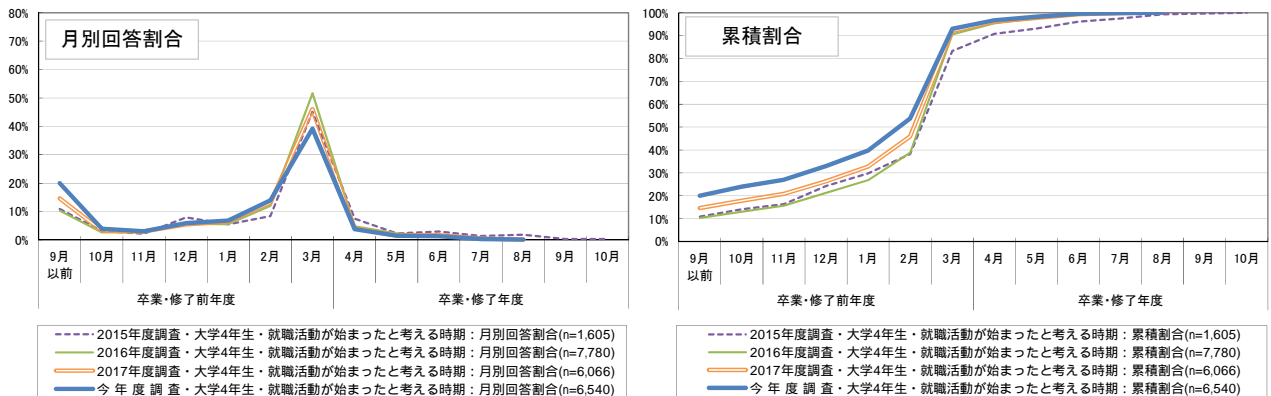 月別回答割合
80%
70%
60%
50%
40%
30%
20%
10%
0%
9月以前 10月 11月 12月 1月 2月 3月 4月 5月 6月 7月 8月 9月 10月
卒業・修了前年度 卒業・修了年度
2015年度調査・大学4年生・就職活動が始まったと考える時期：月別回答割合(n=1,605)
2016年度調査・大学4年生・就職活動が始まったと考える時期：月別回答割合(n=7,780)
2017年度調査・大学4年生・就職活動が始まったと考える時期：月別回答割合(n=6,066)
今 年 度 調 査・大学4年生・就職活動が始まったと考える時期：月別回答割合(n=6,540)
累積割合
100%
90%
80%
70%
60%
50%
40%
30%
20%
10%
0%
9月以前 10月 11月 12月 1月 2月 3月 4月 5月 6月 7月 8月 9月 10月
卒業・修了前年度 卒業・修了年度
2015年度調査・大学4年生・就職活動が始まったと考える時期：累積割合(n=1,605)
2016年度調査・大学4年生・就職活動が始まったと考える時期：累積割合(n=7,780)
2017年度調査・大学4年生・就職活動が始まったと考える時期：累積割合(n=6,066)
今 年 度 調 査・大学4年生・就職活動が始まったと考える時期：累積割合(n=6,540)